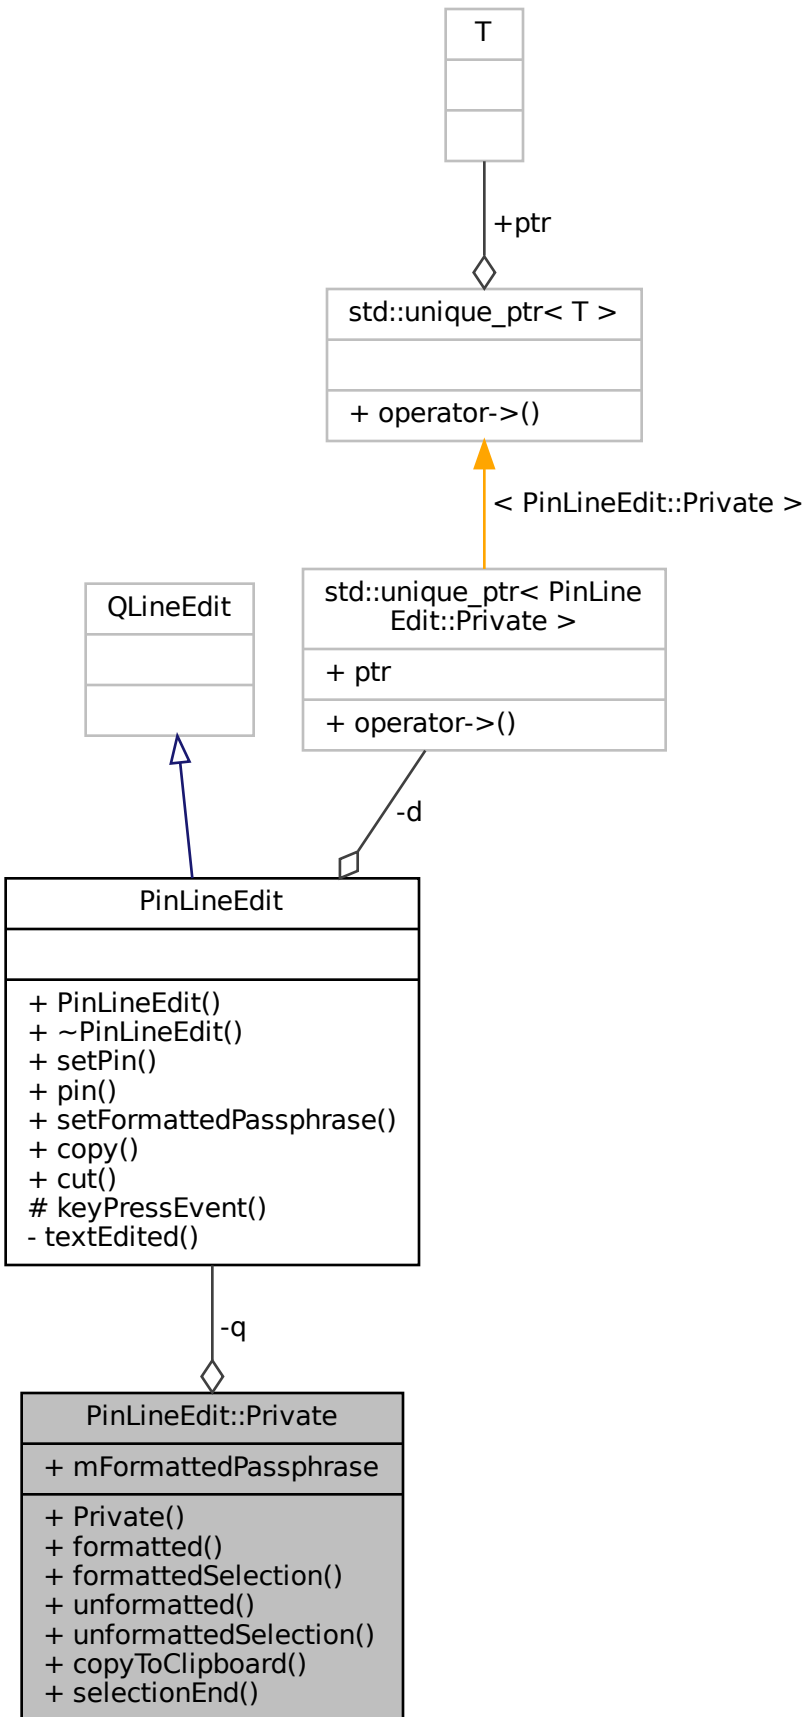 T
+ptr
std::unique_ptr< T >
+ operator->()
< PinLineEdit::Private >
std::unique_ptr< PinLine
Edit::Private >
+ ptr
+ operator->()
QLineEdit
-d
PinLineEdit
+ PinLineEdit()
+ ~PinLineEdit()
+ setPin()
+ pin()
+ setFormattedPassphrase()
+ copy()
+ cut()
# keyPressEvent()
- textEdited()
-q
PinLineEdit::Private
+ mFormattedPassphrase
+ Private()
+ formatted()
+ formattedSelection()
+ unformatted()
+ unformattedSelection()
+ copyToClipboard()
+ selectionEnd()